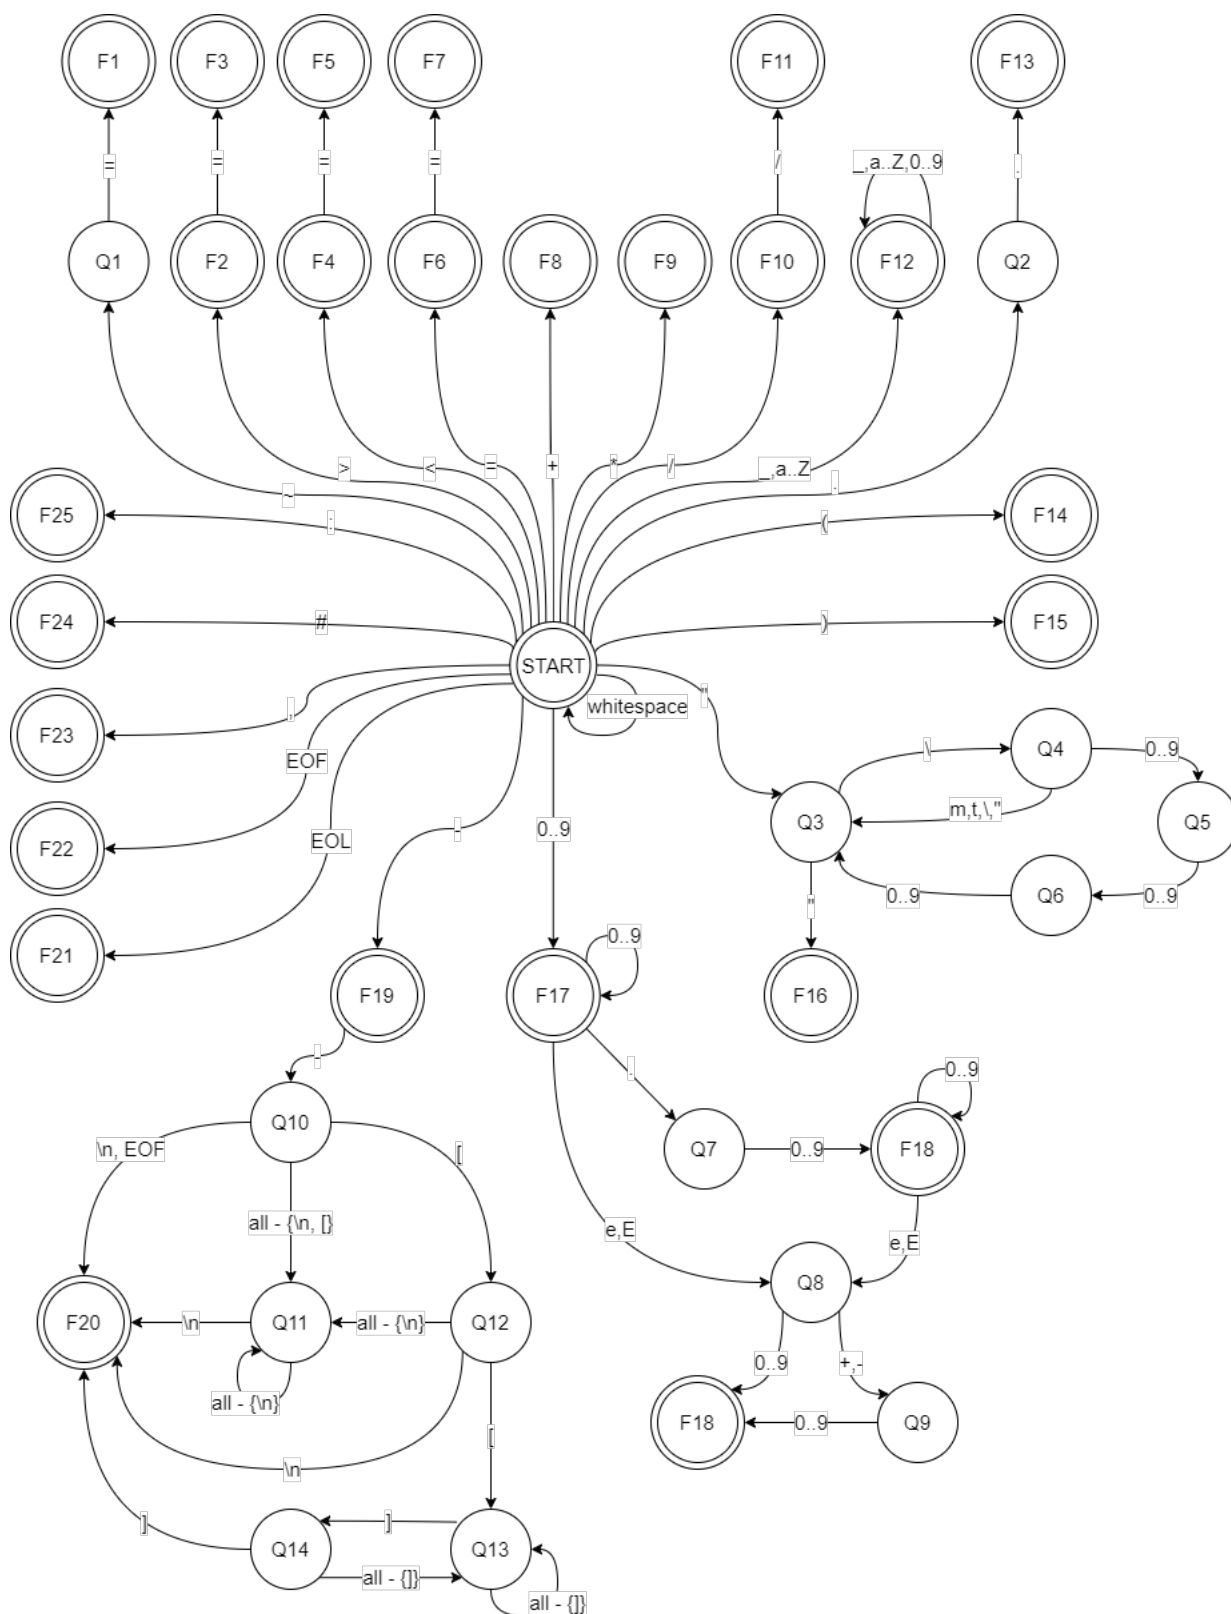 F1
F3
F5
F7
F11
F13
=
=
=
=
/
.
_,a..Z,0..9
Q1
F2
F4
F6
F8
F9
F10
F12
Q2
~
>
<
=
+
*
/
_,a..Z
.
F25
:
(
F14
F24
#
)
F15
START
whitespace
"
F23
,
EOF
F22
EOL
F21
-
0..9
\
Q4
0..9
m,t,\,"
Q3
Q5
0..9
Q6
0..9
"
F19
F17
0..9
F16
-
.
Q10
\n, EOF
[
all - {\n, [}
Q7
0..9
F18
0..9
e,E
e,E
Q8
F20
\n
Q11
all - {\n}
Q12
all - {\n}
\n
[
0..9
+,-
F18
0..9
Q9
]
Q14
]
Q13
all - {]}
all - {]}